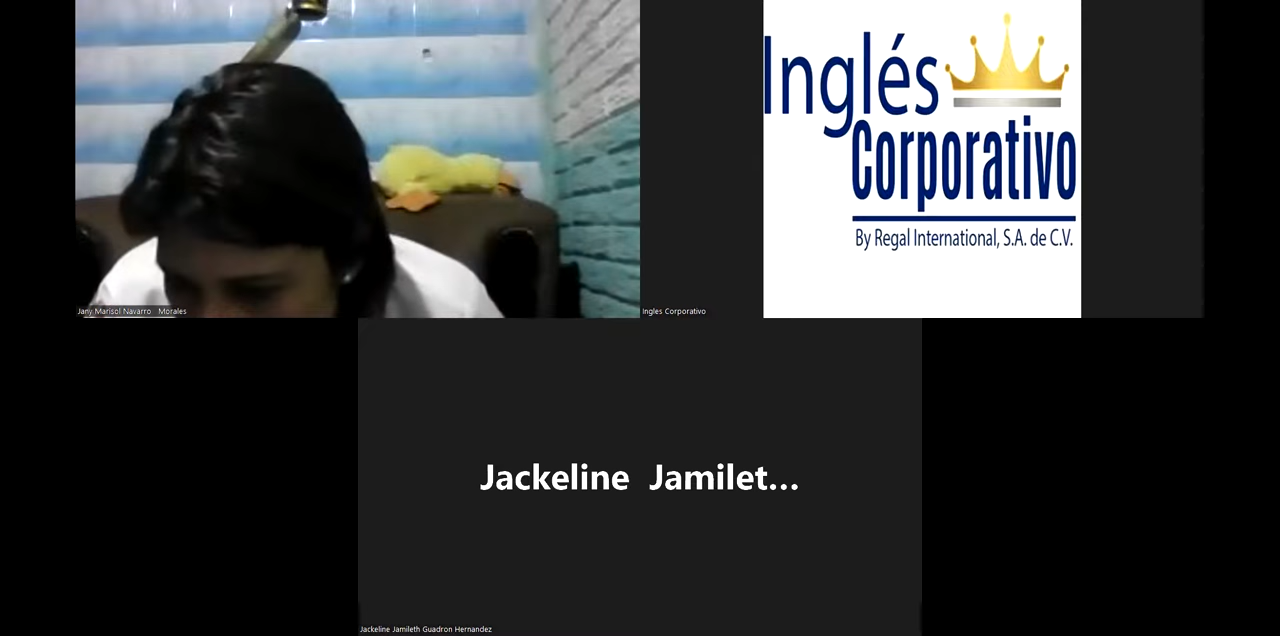 Inglés
Corporativo
By Regal International, S.A. de C.V.
Jany Marisol Navarro Morales
Ingles Corporativo
Jackeline Jamilet...
Jackeline Jamileth Guadron Hernandez